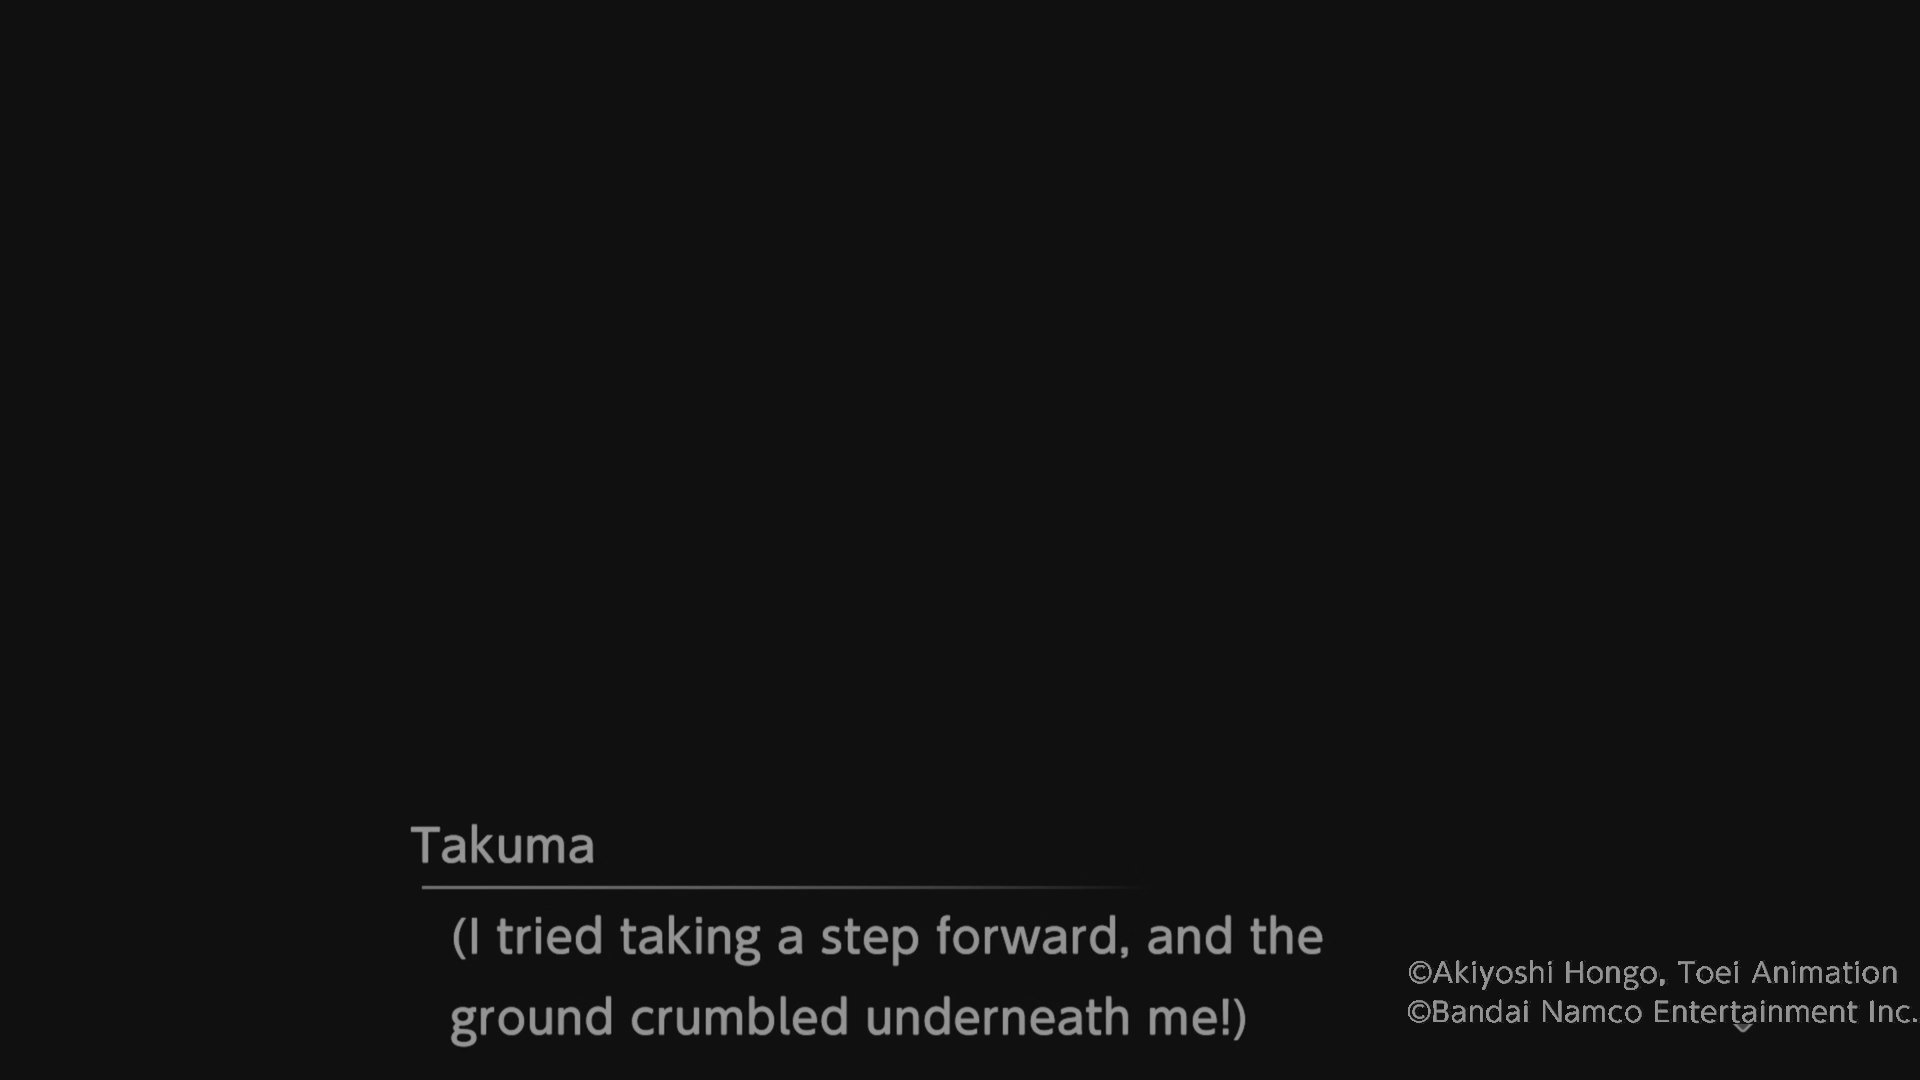 Takuma
(I tried taking a step forward, and the
ground crumbled underneath me!)
©Akiyoshi Hongo, Toei Animation
©Bandai Namco Entertainment Inc.